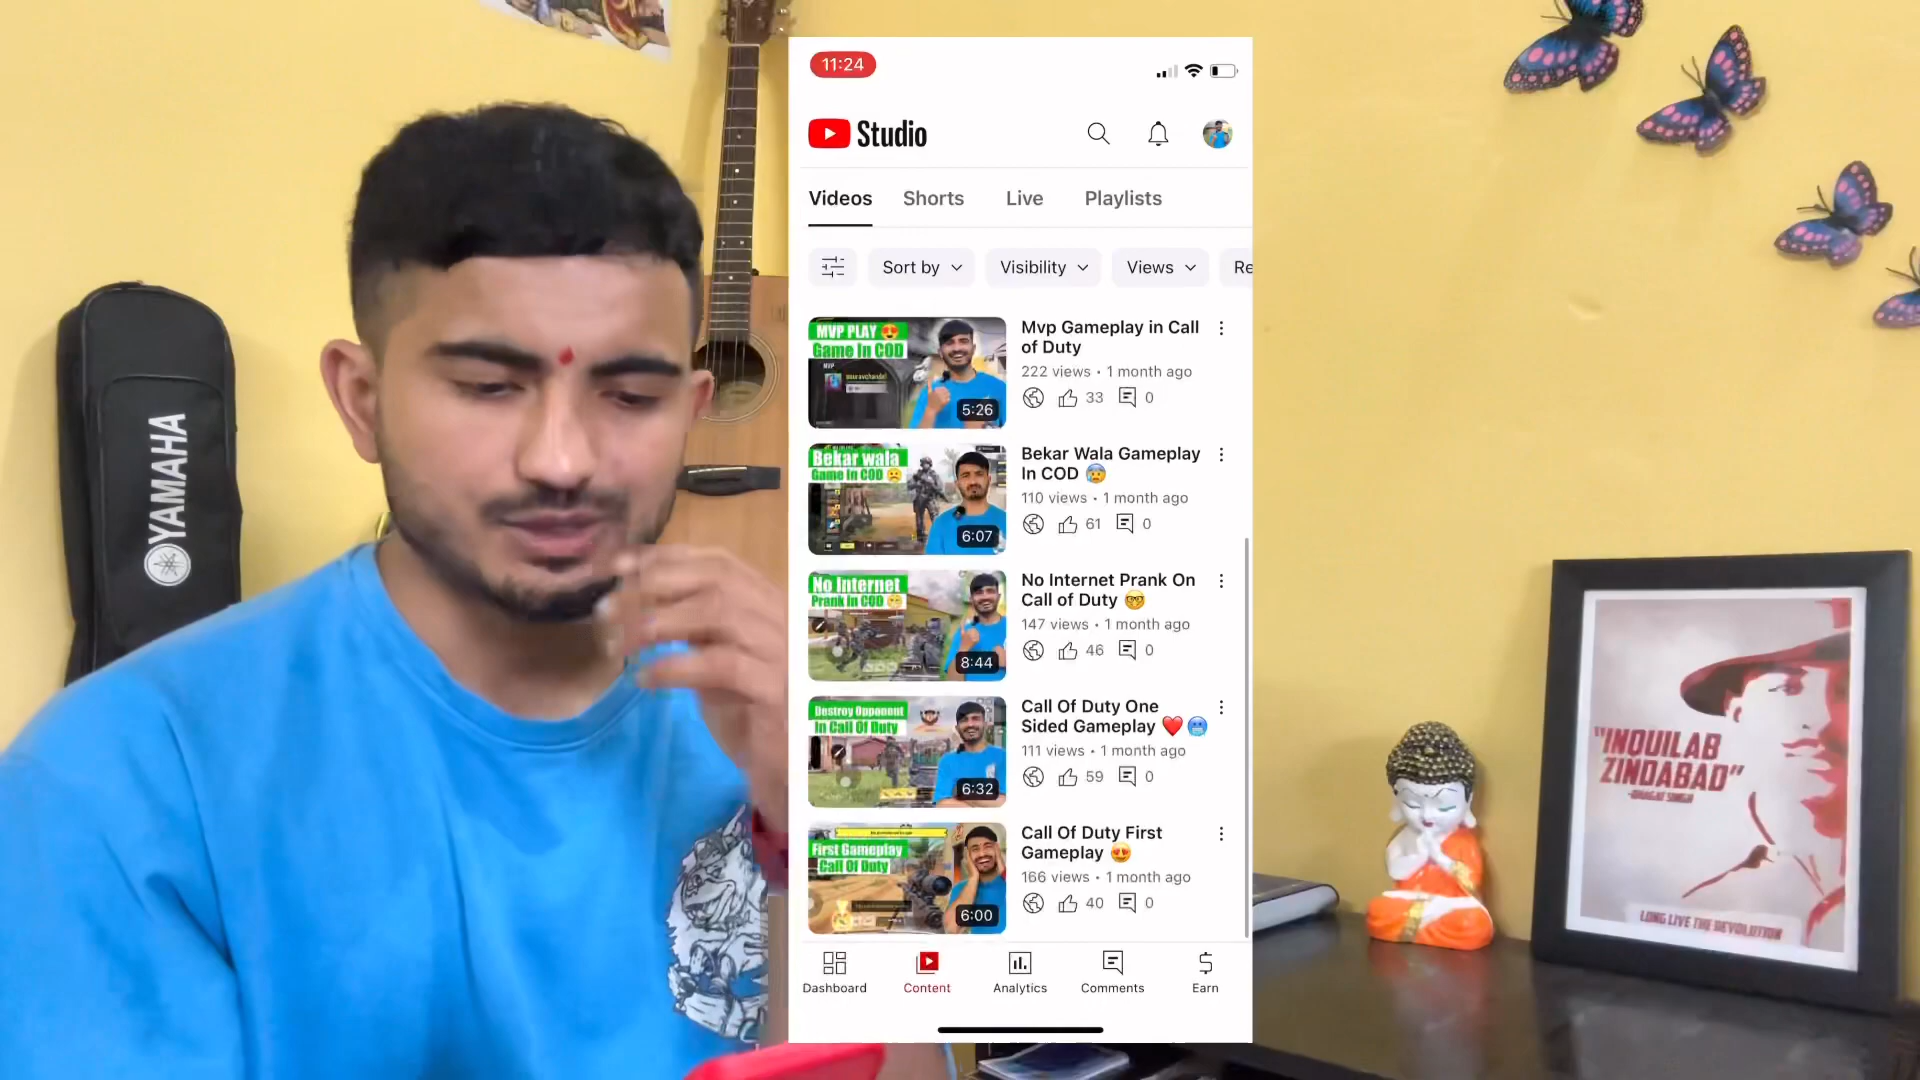 YAMAHA
11:24
Studio
Videos
Shorts
Live
Playlists
Sort by
Visibility
Views
Re
MVP PLAY 😍
Game In COD
MVP
5:26
Mvp Gameplay in Call
of Duty
222 views • 1 month ago
33
0
Bekar wala
Game In COD ☹️
6:07
Bekar Wala Gameplay
In COD 😰
110 views • 1 month ago
61
0
No Internet
Prank In COD 😁
8:44
No Internet Prank On
Call of Duty 🤓
147 views • 1 month ago
46
0
Destroy Opponent
In Call Of Duty
6:32
Call Of Duty One
Sided Gameplay ❤️🥶
111 views • 1 month ago
59
0
First Gameplay
Call Of Duty
6:00
Call Of Duty First
Gameplay 😍
166 views • 1 month ago
40
0
Dashboard
Content
Analytics
Comments
Earn
"INQUILAB
ZINDABAD"
-BHAGAT SINGH
LONG LIVE THE REVOLUTION